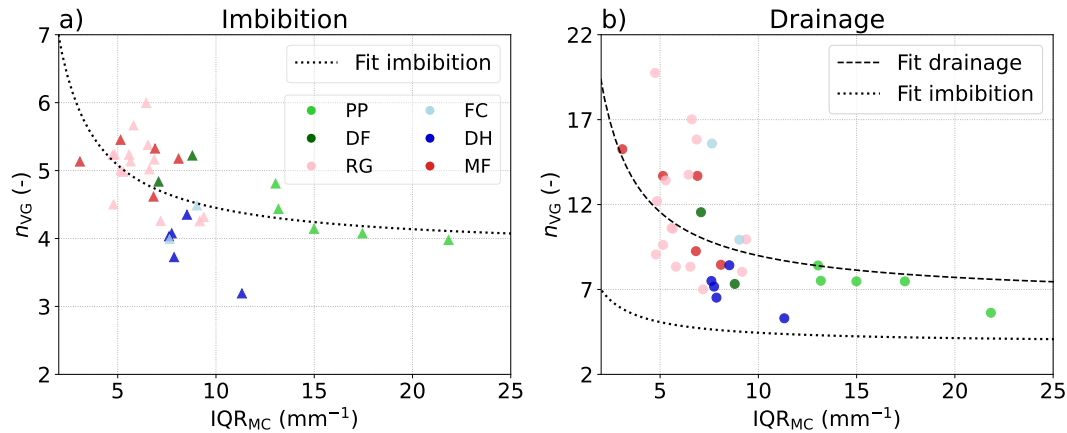 a) Imbibition
7
6
5
4
3
2
n_VG (-)
Fit imbibition
PP FC
DF DH
RG MF
5 10 15 20 25
IQR_MC (mm⁻¹)
b) Drainage
22
17
12
7
2
n_VG (-)
Fit drainage
Fit imbibition
5 10 15 20 25
IQR_MC (mm⁻¹)